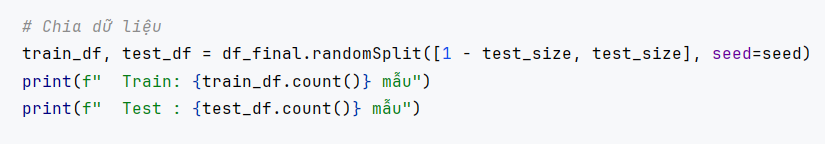 # Chia dữ liệu
train_df, test_df = df_final.randomSplit([1 - test_size, test_size], seed=seed)
print(f"  Train: {train_df.count()} mẫu")
print(f"  Test : {test_df.count()} mẫu")